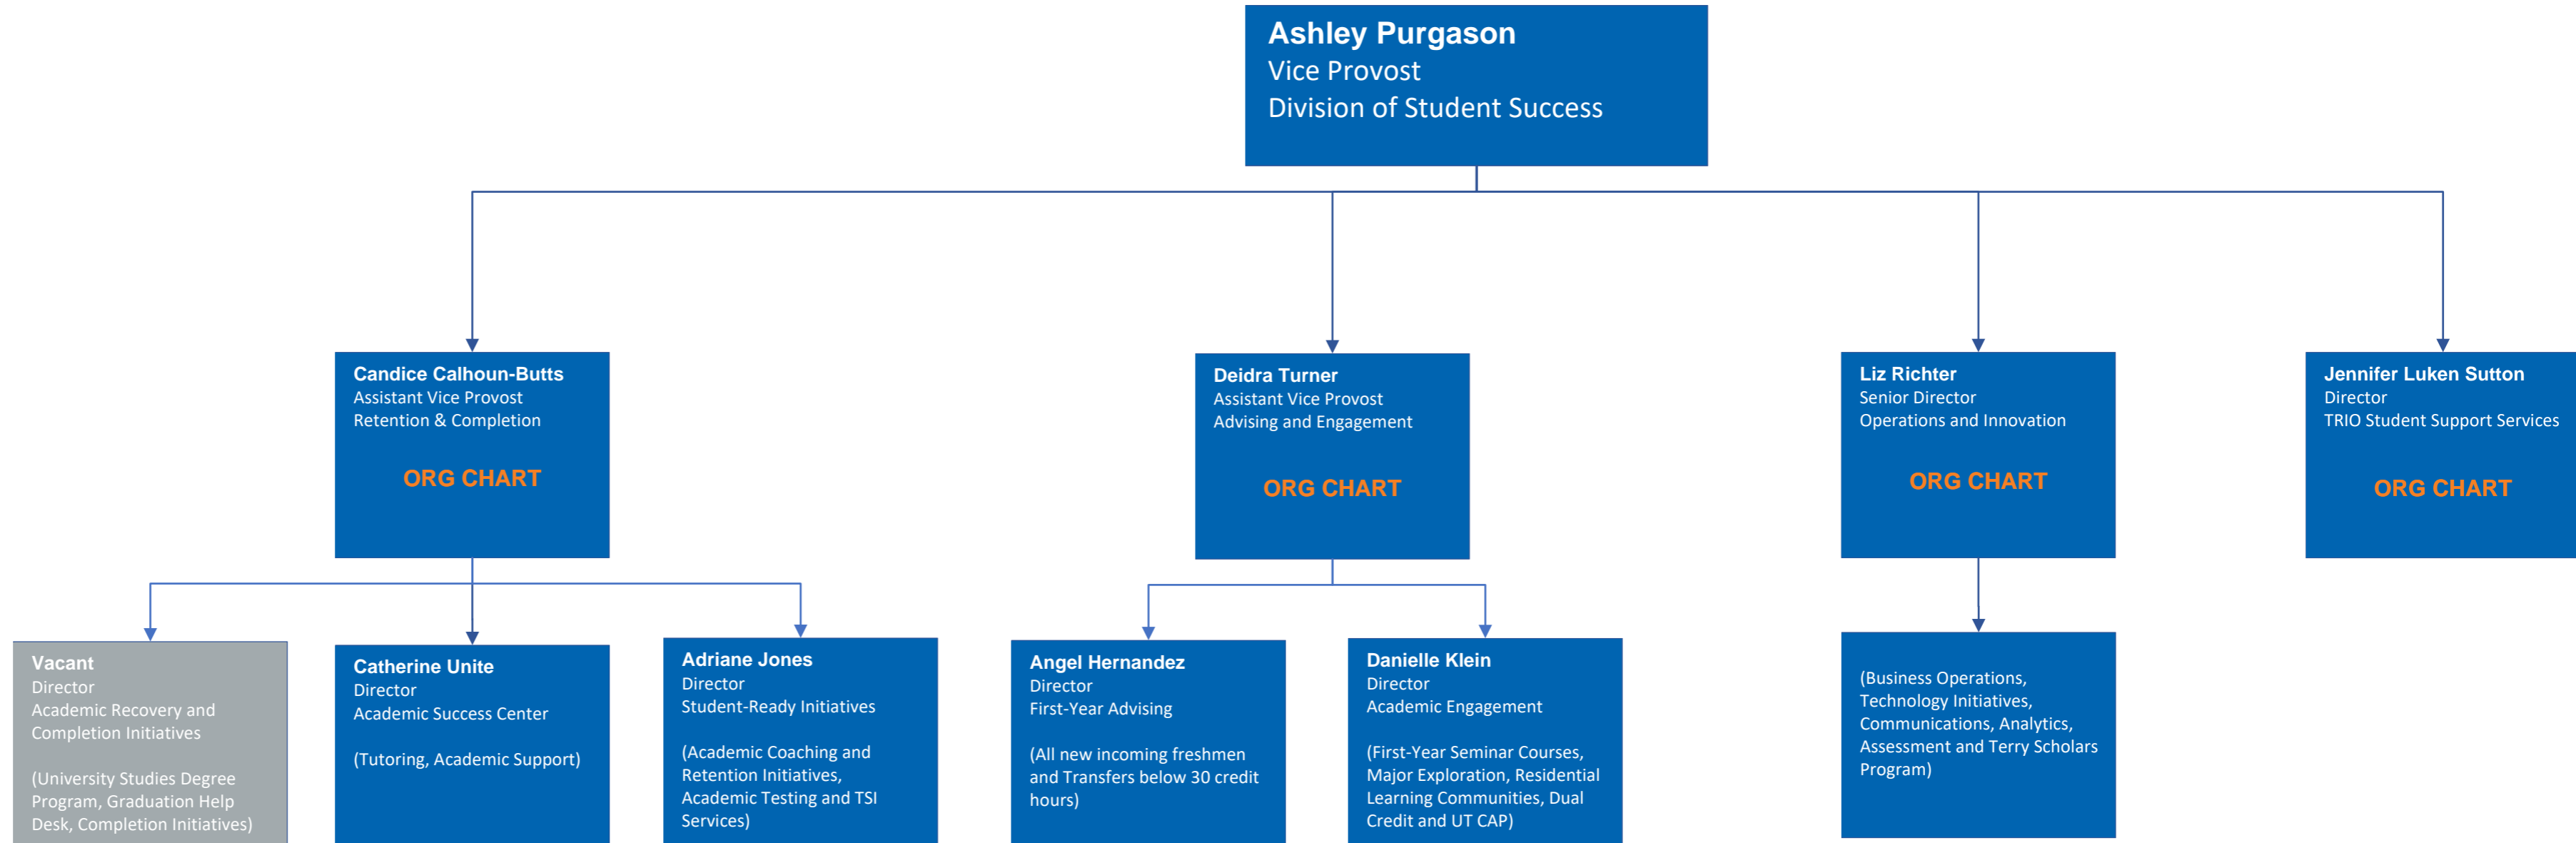 Ashley Purgason
Vice Provost
Division of Student Success
Candice Calhoun-Butts
Assistant Vice Provost
Retention & Completion
ORG CHART
Deidra Turner
Assistant Vice Provost
Advising and Engagement
ORG CHART
Liz Richter
Senior Director
Operations and Innovation
ORG CHART
Jennifer Luken Sutton
Director
TRIO Student Support Services
ORG CHART
Vacant
Director
Academic Recovery and
Completion Initiatives
(University Studies Degree
Program, Graduation Help
Desk, Completion Initiatives)
Catherine Unite
Director
Academic Success Center
(Tutoring, Academic Support)
Adriane Jones
Director
Student-Ready Initiatives
(Academic Coaching and
Retention Initiatives,
Academic Testing and TSI
Services)
Angel Hernandez
Director
First-Year Advising
(All new incoming freshmen
and Transfers below 30 credit
hours)
Danielle Klein
Director
Academic Engagement
(First-Year Seminar Courses,
Major Exploration, Residential
Learning Communities, Dual
Credit and UT CAP)
(Business Operations,
Technology Initiatives,
Communications, Analytics,
Assessment and Terry Scholars
Program)